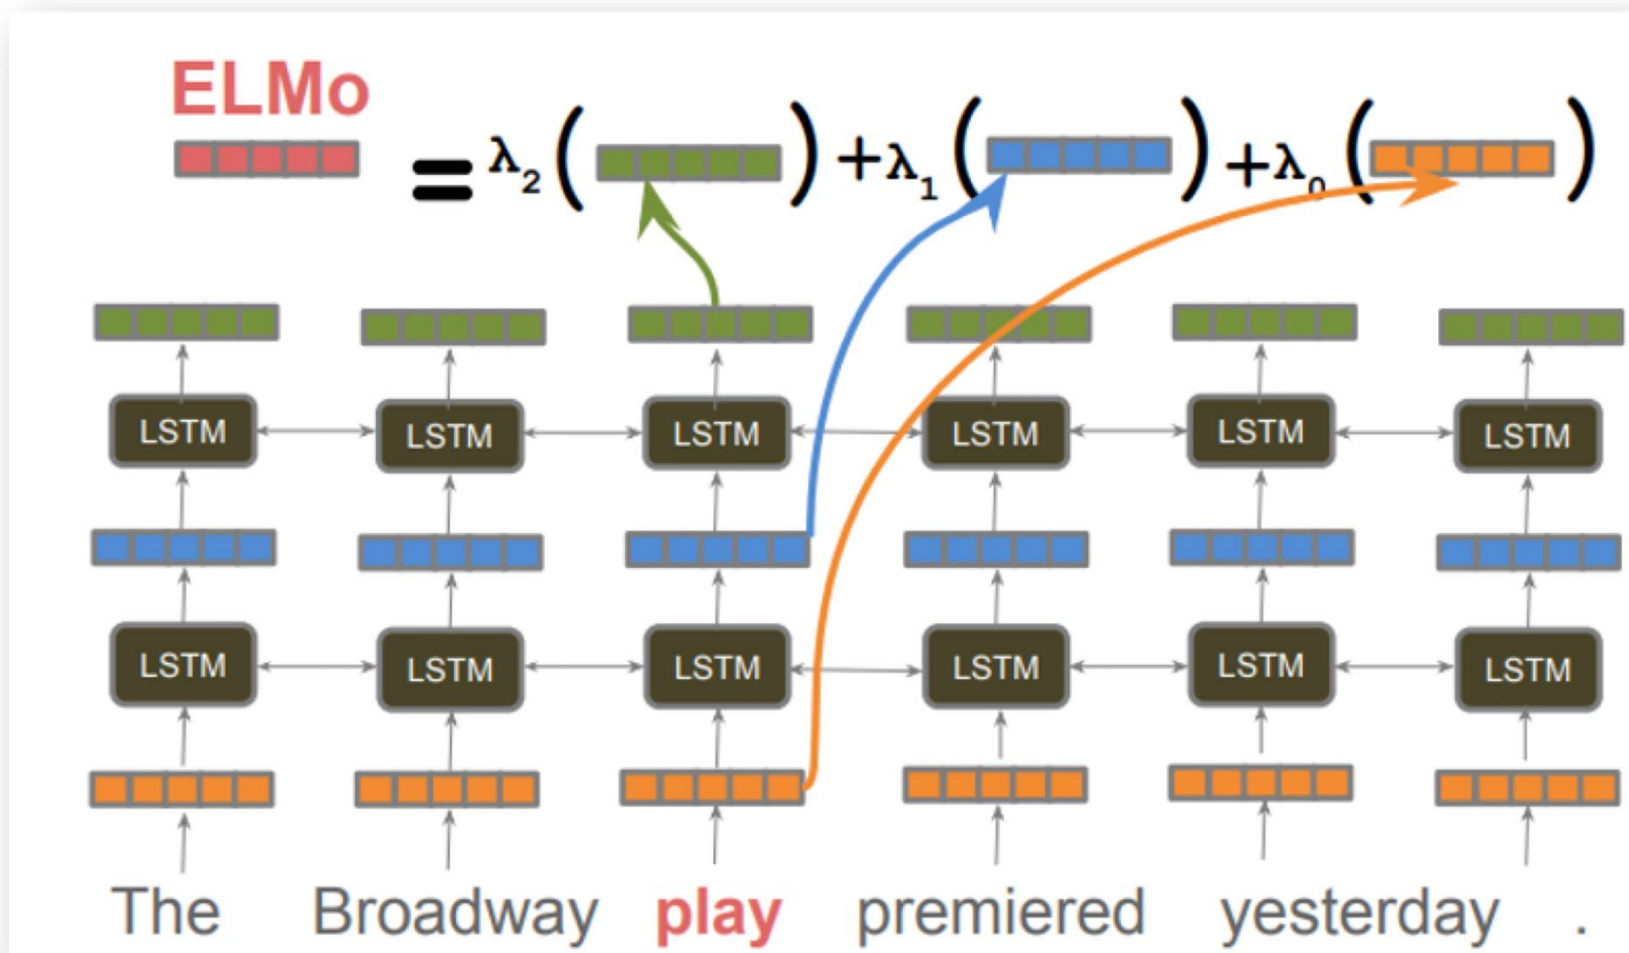 ELMo
= λ₂( ) +λ₁( ) +λ₀( )
LSTM LSTM LSTM LSTM LSTM LSTM
LSTM LSTM LSTM LSTM LSTM LSTM
The Broadway play premiered yesterday .